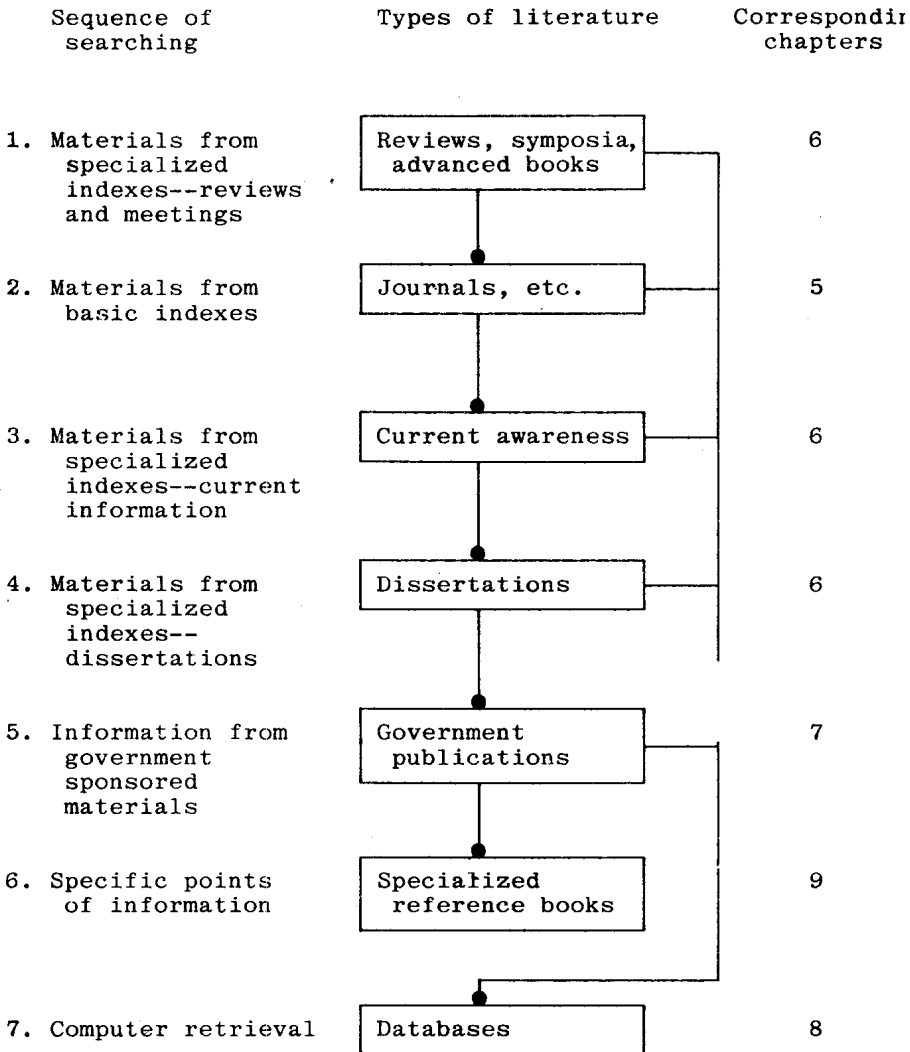 Sequence of
searching
Types of literature
Correspondin
chapters
1. Materials from
specialized
indexes--reviews
and meetings
Reviews, symposia,
advanced books
6
2. Materials from
basic indexes
Journals, etc.
5
3. Materials from
specialized
indexes--current
information
Current awareness
6
4. Materials from
specialized
indexes--
dissertations
Dissertations
6
5. Information from
government
sponsored
materials
Government
publications
7
6. Specific points
of information
Specialized
reference books
9
7. Computer retrieval
Databases
8